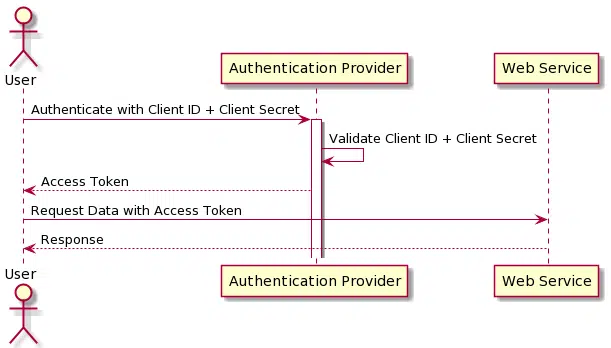 User
Authentication Provider
Web Service
Authenticate with Client ID + Client Secret
Validate Client ID + Client Secret
Access Token
Request Data with Access Token
Response
User
Authentication Provider
Web Service